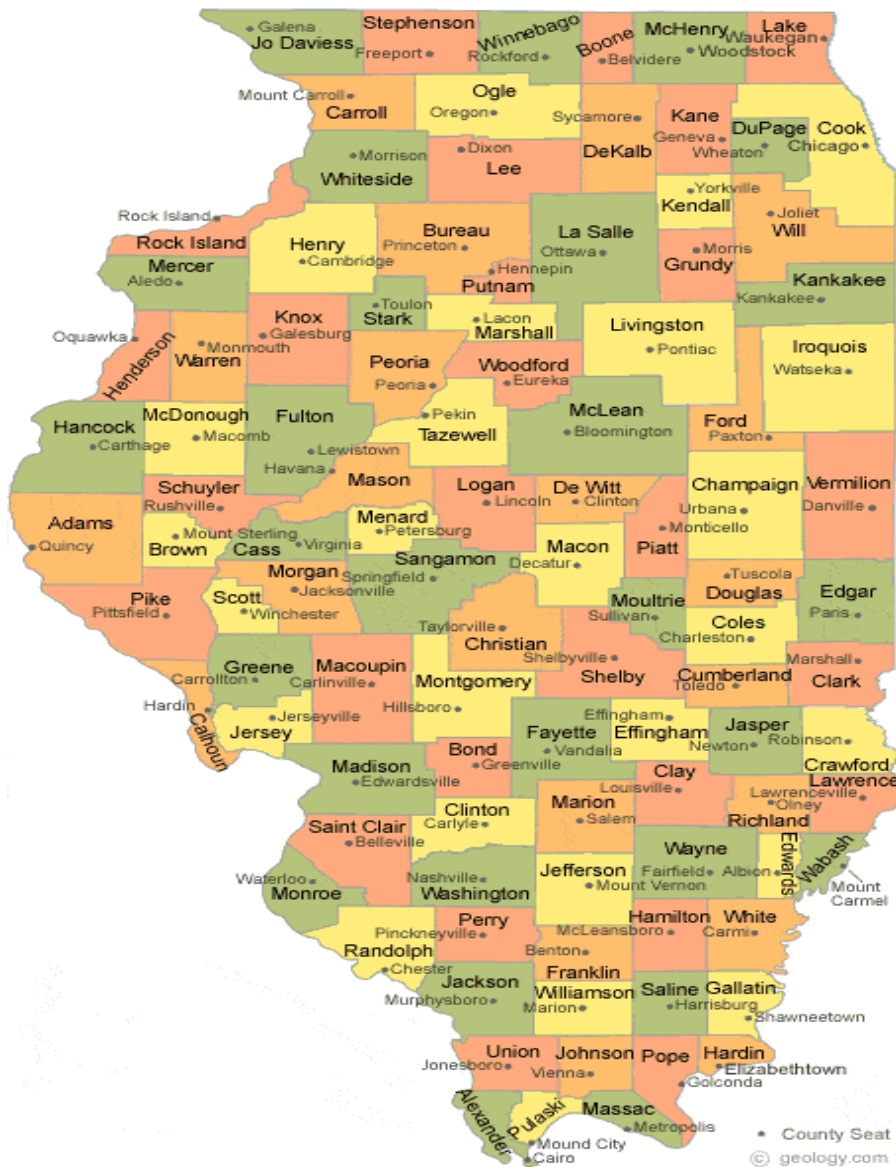 Galena
Jo Daviess
Stephenson
Freeport
Winnebago
Rockford
Boone
Belvidere
McHenry
Woodstock
Lake
Waukegan
Mount Carroll
Carroll
Ogle
Oregon
Sycamore
DeKalb
Kane
Geneva
DuPage
Wheaton
Cook
Chicago
Morrison
Whiteside
Dixon
Lee
Yorkville
Kendall
Joliet
Will
Rock Island
Rock Island
Henry
Cambridge
Bureau
Princeton
La Salle
Ottawa
Morris
Grundy
Mercer
Aledo
Hennepin
Putnam
Kankakee
Kankakee
Toulon
Stark
Lacon
Marshall
Knox
Galesburg
Oquawka
Henderson
Monmouth
Warren
Peoria
Peoria
Woodford
Eureka
Livingston
Pontiac
Iroquois
Watseka
Hancock
Carthage
McDonough
Macomb
Fulton
Lewistown
Havana
Pekin
Tazewell
McLean
Bloomington
Ford
Paxton
Mason
Schuyler
Rushville
Logan
Lincoln
De Witt
Clinton
Champaign
Urbana
Vermilion
Danville
Adams
Quincy
Mount Sterling
Brown
Cass
Virginia
Menard
Petersburg
Monticello
Piatt
Macon
Decatur
Sangamon
Springfield
Morgan
Jacksonville
Pike
Pittsfield
Scott
Winchester
Tuscola
Douglas
Edgar
Paris
Moultrie
Sullivan
Coles
Charleston
Taylorville
Christian
Shelbyville
Shelby
Marshall
Clark
Cumberland
Toledo
Greene
Carrollton
Macoupin
Carlinville
Montgomery
Hillsboro
Hardin
Calhoun
Jerseyville
Jersey
Effingham
Effingham
Fayette
Vandalia
Jasper
Newton
Robinson
Crawford
Madison
Edwardsville
Bond
Greenville
Clay
Louisville
Lawrence
Lawrenceville
Olney
Richland
Clinton
Carlyle
Marion
Salem
Saint Clair
Belleville
Wayne
Fairfield
Albion
Edwards
Wabash
Mount
Carmel
Waterloo
Monroe
Nashville
Washington
Jefferson
Mount Vernon
Randolph
Chester
Perry
Pinckneyville
Hamilton
McLeansboro
White
Carmi
Benton
Franklin
Jackson
Murphysboro
Williamson
Marion
Saline
Harrisburg
Gallatin
Shawneetown
Union
Jonesboro
Johnson
Vienna
Pope
Golconda
Hardin
Elizabethtown
Alexander
Pulaski
Massac
Metropolis
Mound City
Cairo
County Seat
© geology.com